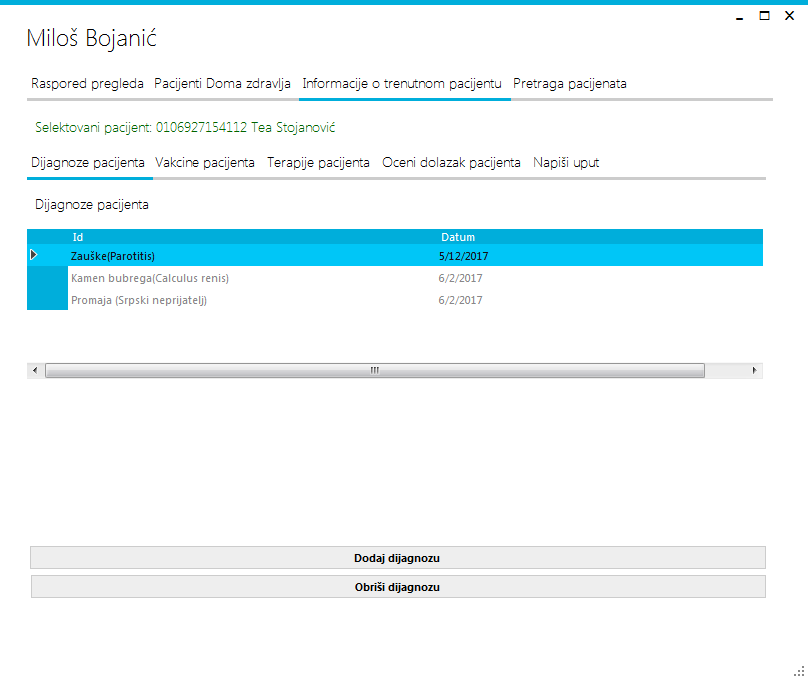 Miloš Bojanić
Raspored pregleda Pacijenti Doma zdravlja Informacije o trenutnom pacijentu Pretraga pacijenata
Selektovani pacijent: 0106927154112 Tea Stojanović
Dijagnoze pacijenta Vakcine pacijenta Terapije pacijenta Oceni dolazak pacijenta Napiši uput
Dijagnoze pacijenta
Id Datum
Zauške(Parotitis) 5/12/2017
Kamen bubrega(Calculus renis) 6/2/2017
Promaja (Srpski neprijatelj) 6/2/2017
Dodaj dijagnozu
Obriši dijagnozu